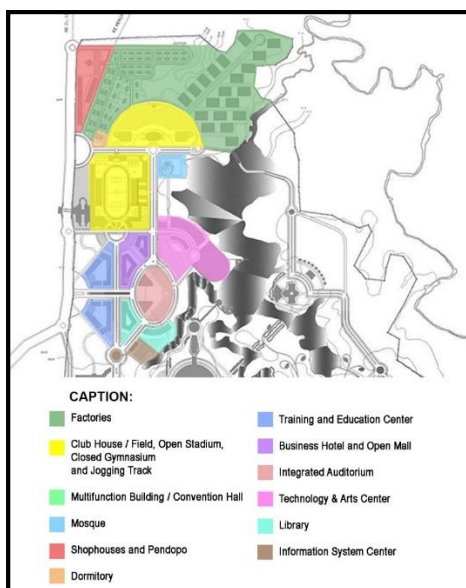 CAPTION:
Factories
Club House / Field, Open Stadium,
Closed Gymnasium
and Jogging Track
Multifunction Building / Convention Hall
Mosque
Shophouses and Pendopo
Dormitory
Training and Education Center
Business Hotel and Open Mall
Integrated Auditorium
Technology & Arts Center
Library
Information System Center